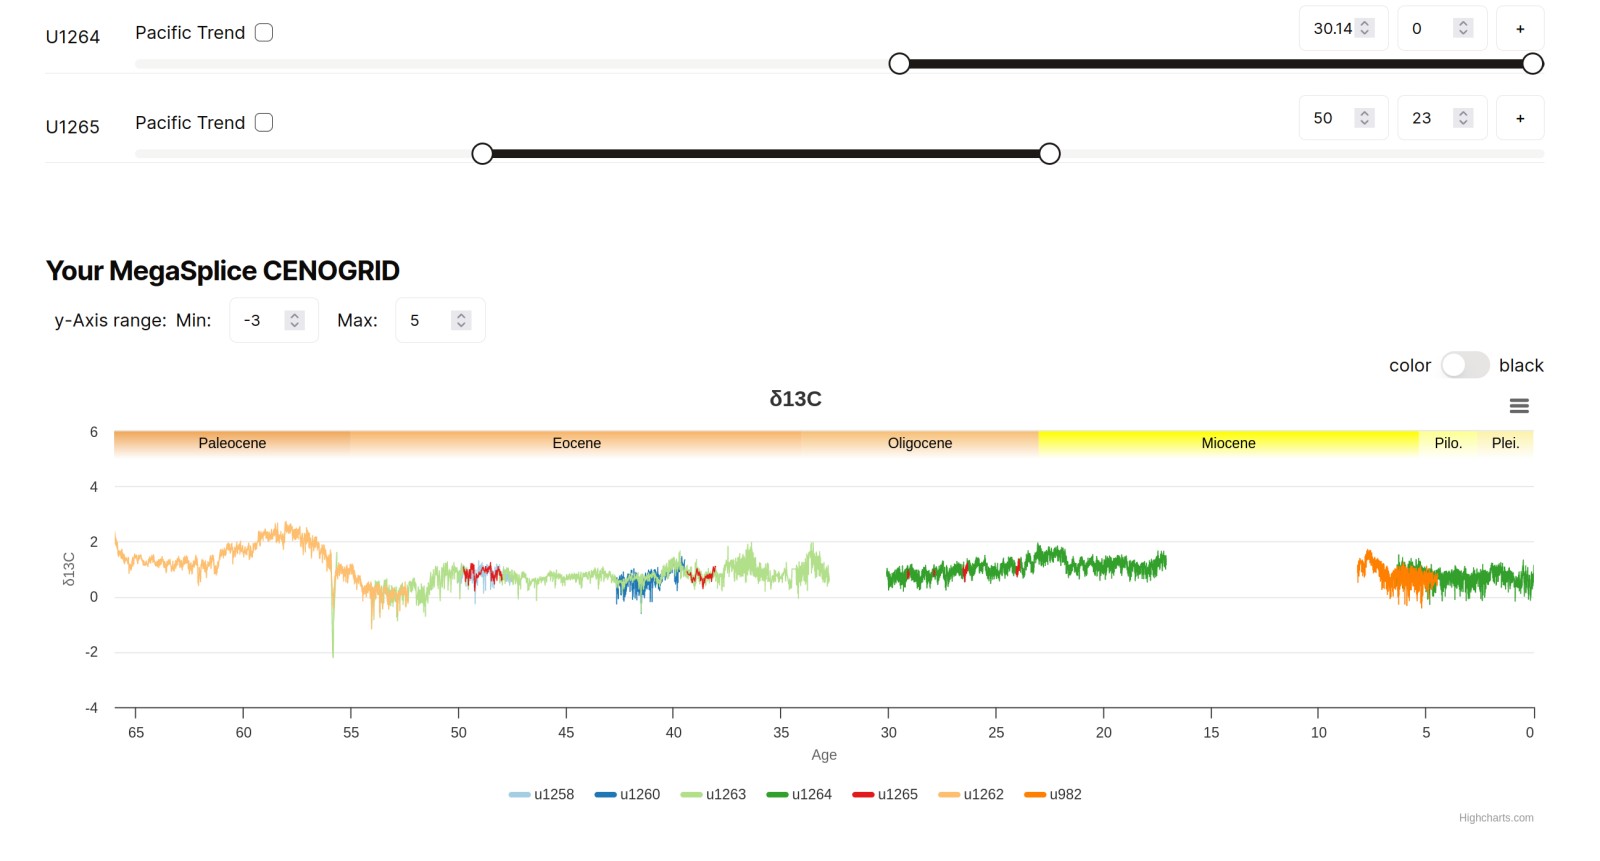 U1264 Pacific Trend 30.14 0 +
U1265 Pacific Trend 50 23 +
Your MegaSplice CENOGRID
y-Axis range: Min: -3 Max: 5
color black
δ13C
6 Paleocene Eocene Oligocene Miocene Pilo. Plei.
4
2
δ13C
0
-2
-4
65 60 55 50 45 40 35 30 25 20 15 10 5 0
Age
u1258 u1260 u1263 u1264 u1265 u1262 u982
Highcharts.com